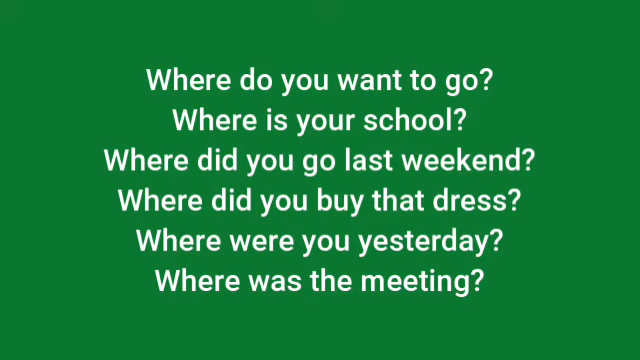 Where do you want to go?
Where is your school?
Where did you go last weekend?
Where did you buy that dress?
Where were you yesterday?
Where was the meeting?